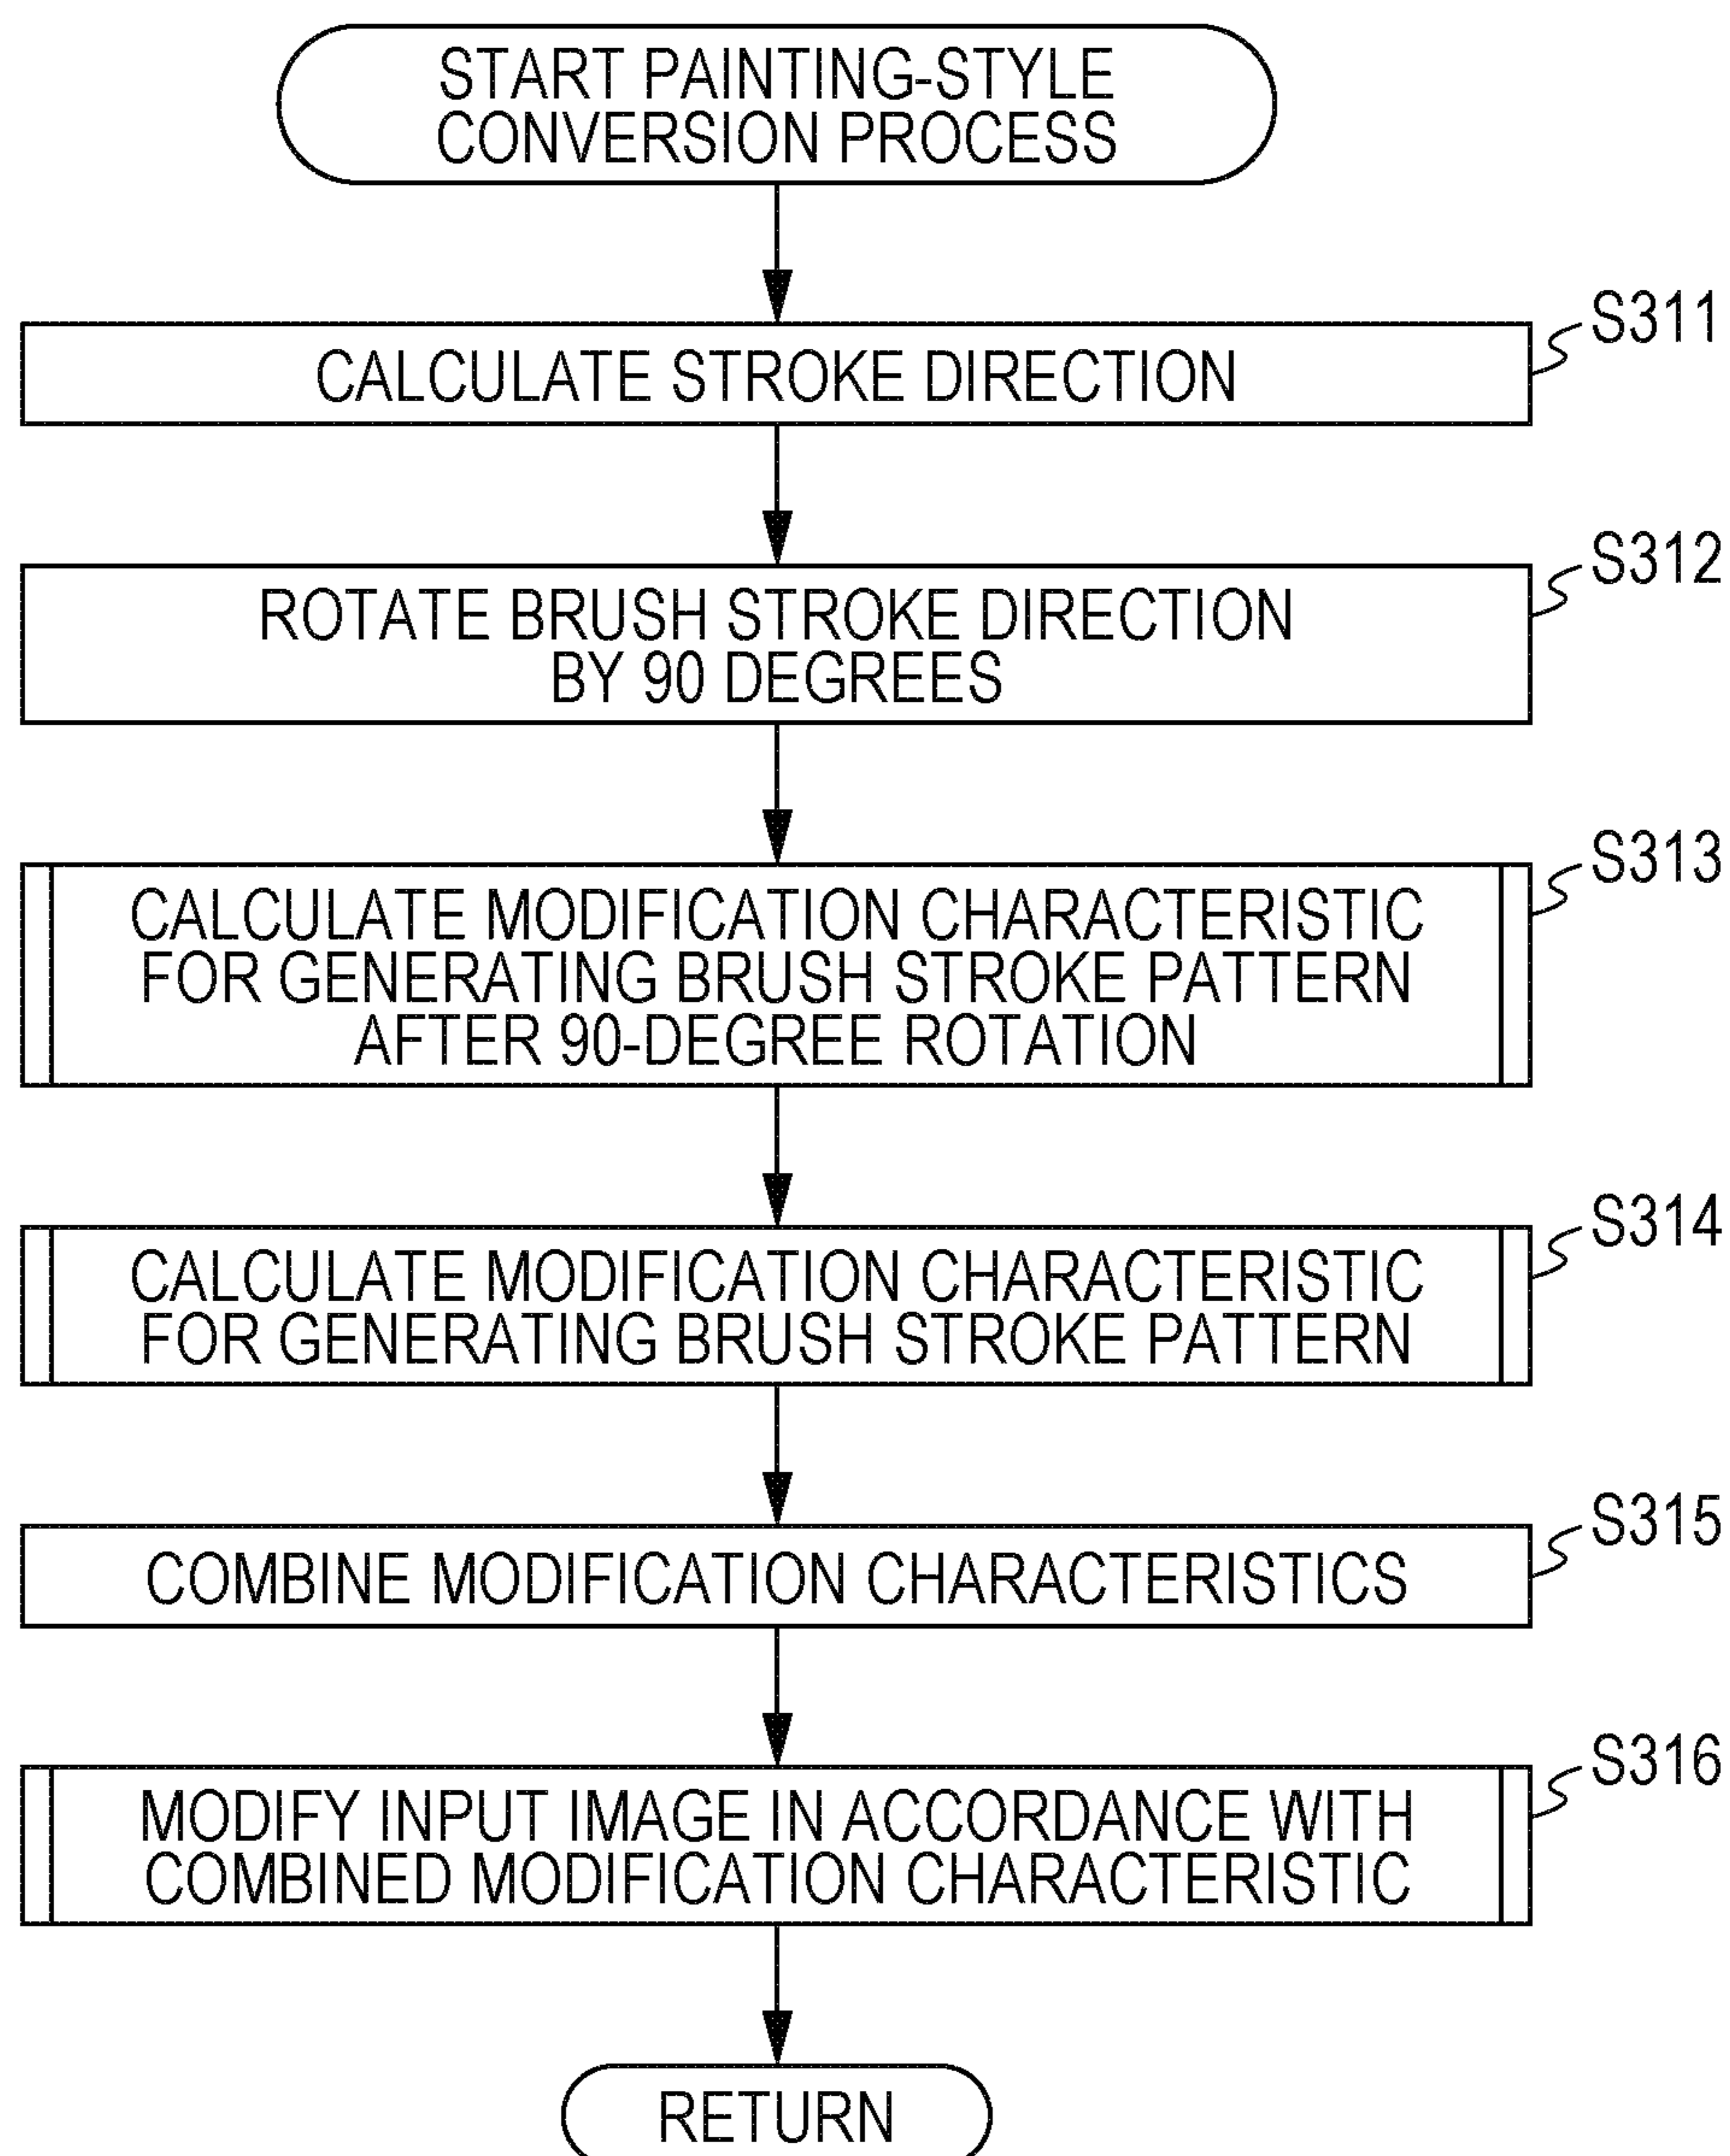 START PAINTING-STYLE
CONVERSION PROCESS
S311
CALCULATE STROKE DIRECTION
S312
ROTATE BRUSH STROKE DIRECTION
BY 90 DEGREES
S313
CALCULATE MODIFICATION CHARACTERISTIC
FOR GENERATING BRUSH STROKE PATTERN
AFTER 90-DEGREE ROTATION
S314
CALCULATE MODIFICATION CHARACTERISTIC
FOR GENERATING BRUSH STROKE PATTERN
S315
COMBINE MODIFICATION CHARACTERISTICS
S316
MODIFY INPUT IMAGE IN ACCORDANCE WITH
COMBINED MODIFICATION CHARACTERISTIC
RETURN